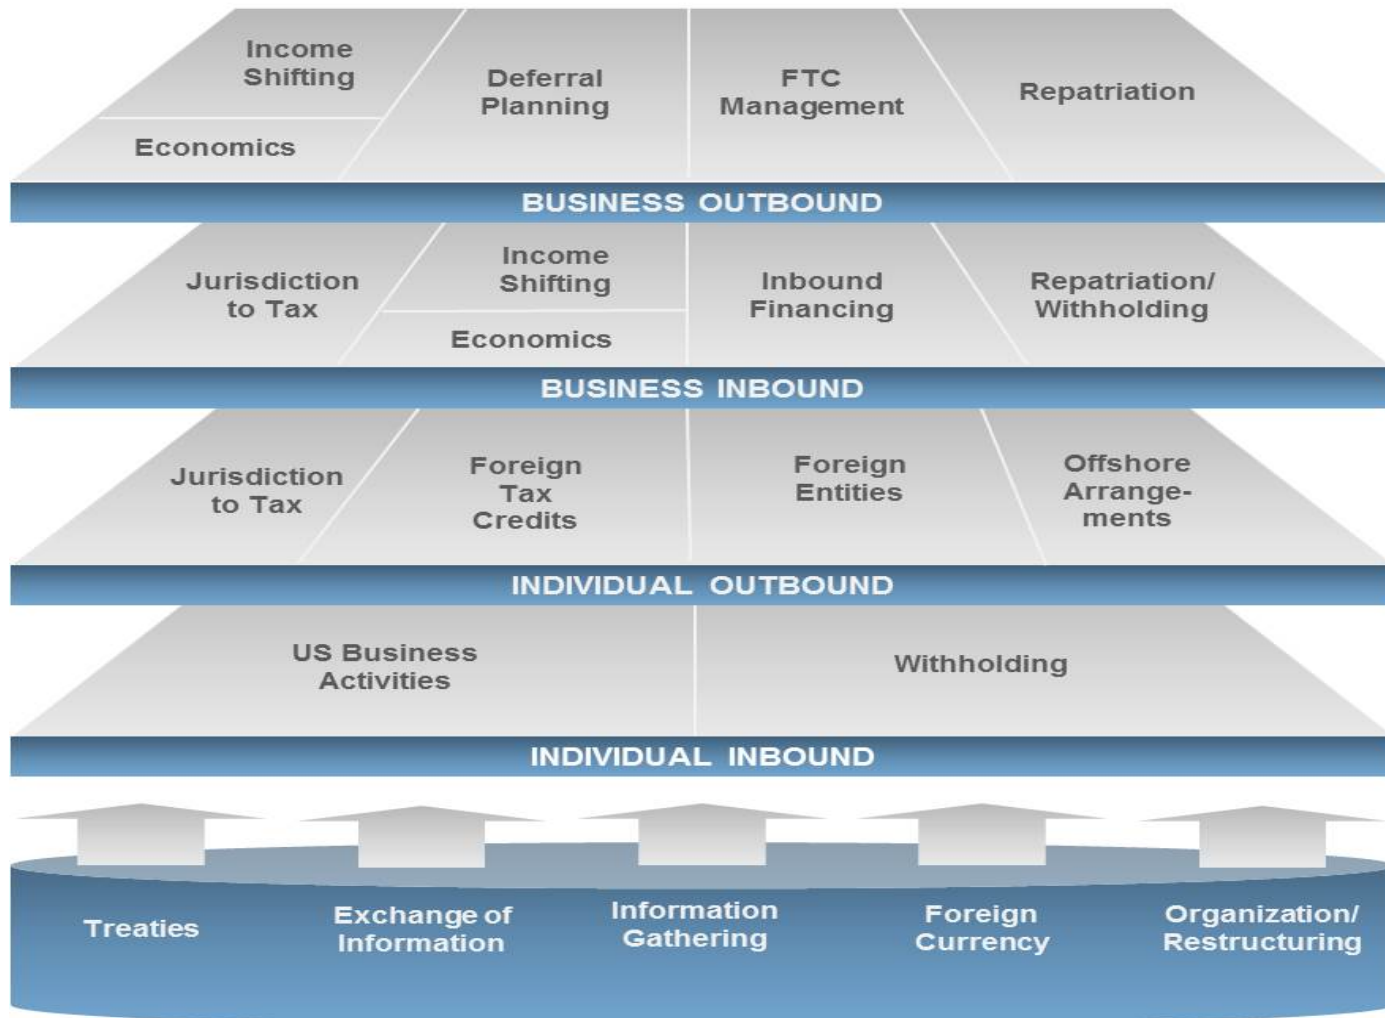 Income
Shifting
Economics
Deferral
Planning
FTC
Management
Repatriation
BUSINESS OUTBOUND
Jurisdiction
to Tax
Income
Shifting
Economics
Inbound
Financing
Repatriation/
Withholding
BUSINESS INBOUND
Jurisdiction
to Tax
Foreign
Tax
Credits
Foreign
Entities
Offshore
Arrange-
ments
INDIVIDUAL OUTBOUND
US Business
Activities
Withholding
INDIVIDUAL INBOUND
Treaties
Exchange of
Information
Information
Gathering
Foreign
Currency
Organization/
Restructuring